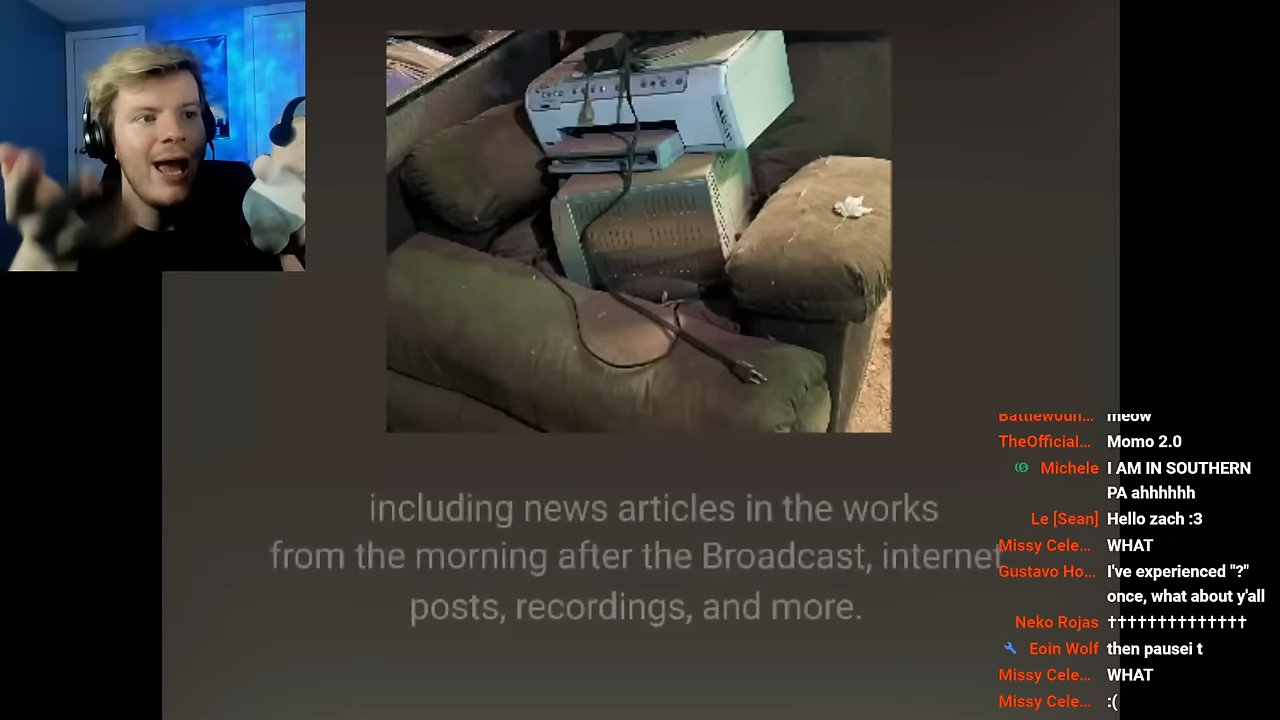 including news articles in the works
from the morning after the Broadcast, internet
posts, recordings, and more.
Battlewoun... meow
TheOfficial... Momo 2.0
Michele I AM IN SOUTHERN
PA ahhhhhh
Le [Sean] Hello zach :3
Missy Cele... WHAT
Gustavo Ho... I've experienced "?"
once, what about y'all
Neko Rojas ††††††††††††††
Eoin Wolf then pausei t
Missy Cele... WHAT
Missy Cele... :(